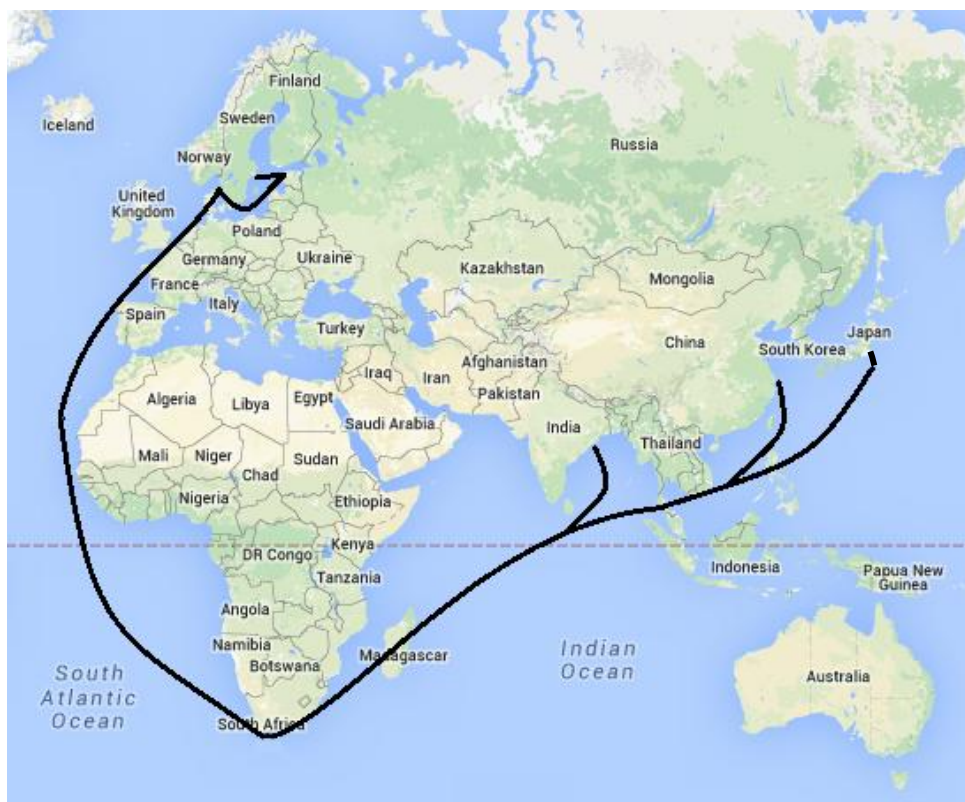 Finland
Iceland
Sweden
Russia
Norway
United
Kingdom
Poland
Germany
Ukraine
Kazakhstan
Mongolia
France
Italy
Spain
Turkey
Japan
China
South Korea
Afghanistan
Iraq
Iran
Pakistan
Algeria
Libya
Egypt
Saudi Arabia
India
Thailand
Mali
Niger
Sudan
Chad
Nigeria
Ethiopia
Kenya
DR Congo
Indonesia
Papua New
Guinea
Tanzania
Angola
Namibia
Botswana
Madagascar
Indian
Ocean
South
Atlantic
Ocean
Australia
South Africa